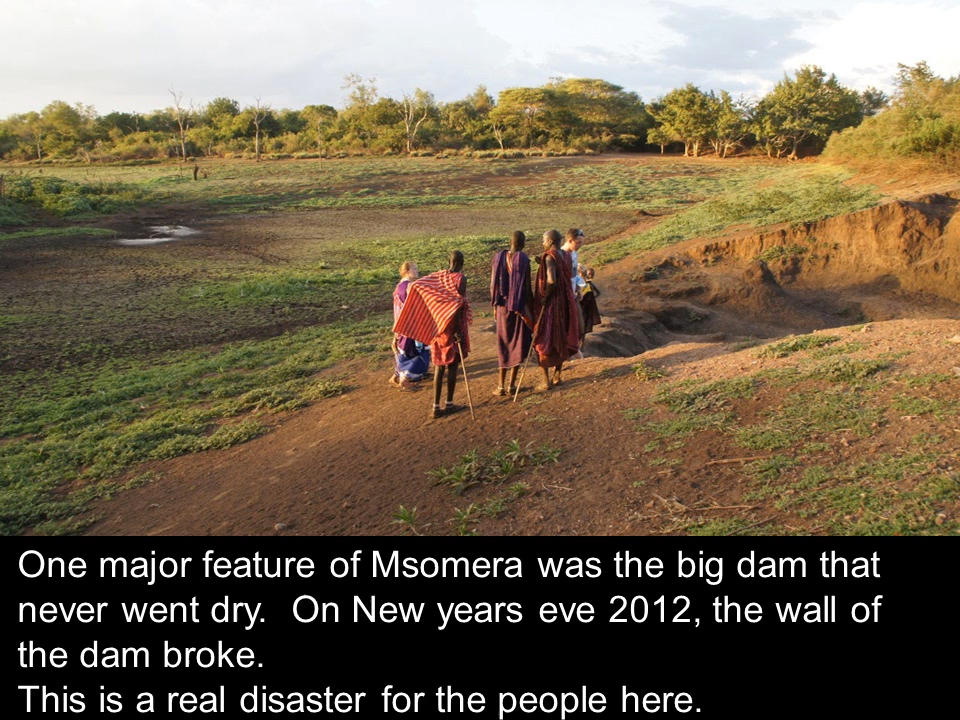 One major feature of Msomera was the big dam that
never went dry.  On New years eve 2012, the wall of
the dam broke.
This is a real disaster for the people here.